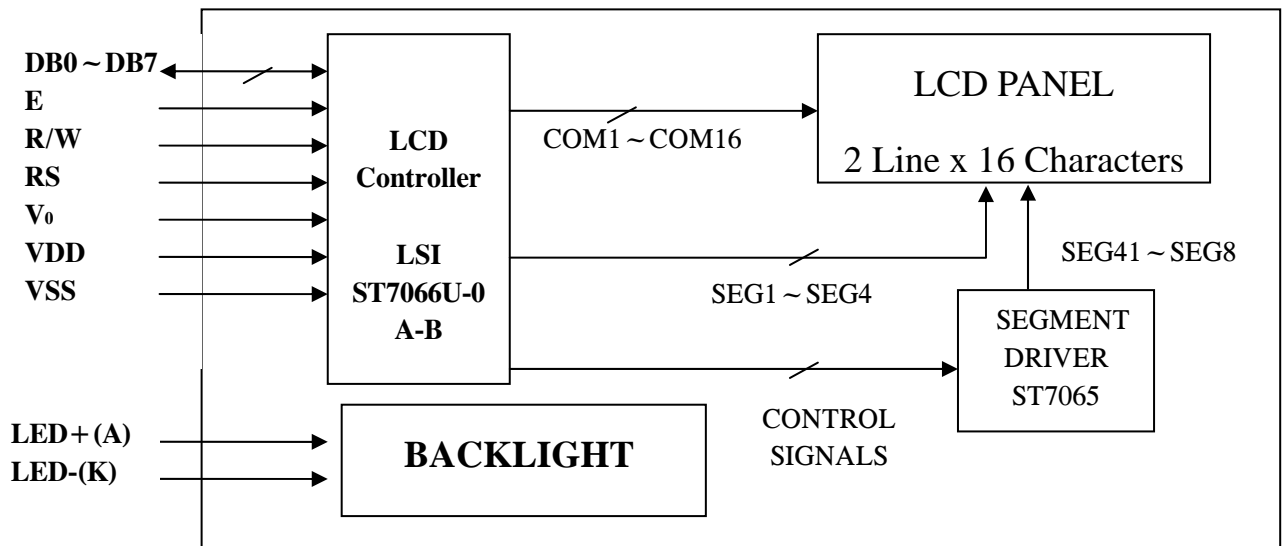 DB0~DB7
E
R/W
RS
V0
VDD
VSS
LED+(A)
LED-(K)
LCD
Controller
LSI
ST7066U-0
A-B
BACKLIGHT
COM1~COM16
SEG1~SEG4
CONTROL
SIGNALS
LCD PANEL
2 Line x 16 Characters
SEG41~SEG8
SEGMENT
DRIVER
ST7065